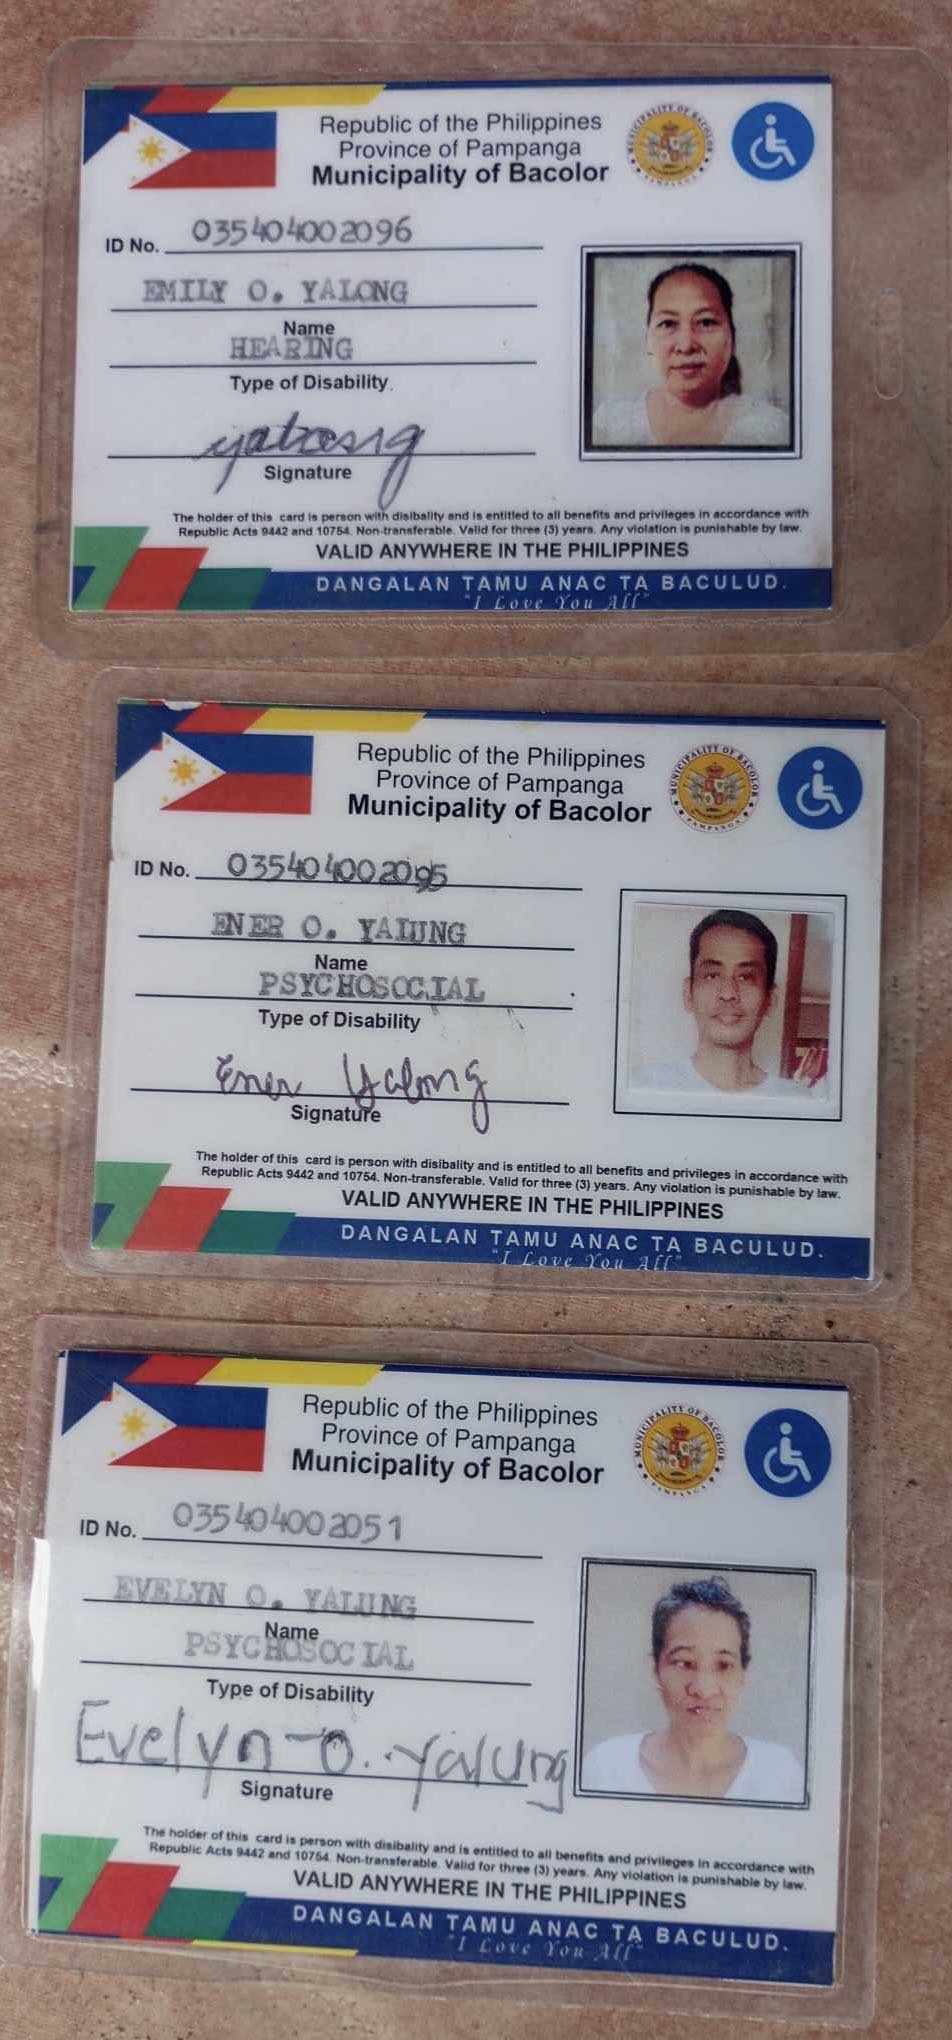 Republic of the Philippines
Province of Pampanga
Municipality of Bacolor
MUNICIPALITY OF BACOLOR
PAMPANGA
ID No. 035404002096
EMILY O. YALONG
Name
HEARING
Type of Disability
yalong
Signature
The holder of this card is person with disibality and is entitled to all benefits and privileges in accordance with
Republic Acts 9442 and 10754. Non-transferable. Valid for three (3) years. Any violation is punishable by law.
VALID ANYWHERE IN THE PHILIPPINES
DANGALAN TAMU ANAC TA BACULUD.
"I Love You All"
Republic of the Philippines
Province of Pampanga
Municipality of Bacolor
MUNICIPALITY OF BACOLOR
PAMPANGA
ID No. 035404002095
ENER O. YALUNG
Name
PSYCHOSOCIAL
Type of Disability
Ener Yalong
Signature
The holder of this card is person with disibality and is entitled to all benefits and privileges in accordance with
Republic Acts 9442 and 10754. Non-transferable. Valid for three (3) years. Any violation is punishable by law.
VALID ANYWHERE IN THE PHILIPPINES
DANGALAN TAMU ANAC TA BACULUD.
"I Love You All"
Republic of the Philippines
Province of Pampanga
Municipality of Bacolor
MUNICIPALITY OF BACOLOR
PAMPANGA
ID No. 035404002051
EVELYN O. YALUNG
Name
PSYCHOSOCIAL
Type of Disability
Evelyn O. Yalung
Signature
The holder of this card is person with disibality and is entitled to all benefits and privileges in accordance with
Republic Acts 9442 and 10754. Non-transferable. Valid for three (3) years. Any violation is punishable by law.
VALID ANYWHERE IN THE PHILIPPINES
DANGALAN TAMU ANAC TA BACULUD.
"I Love You All"